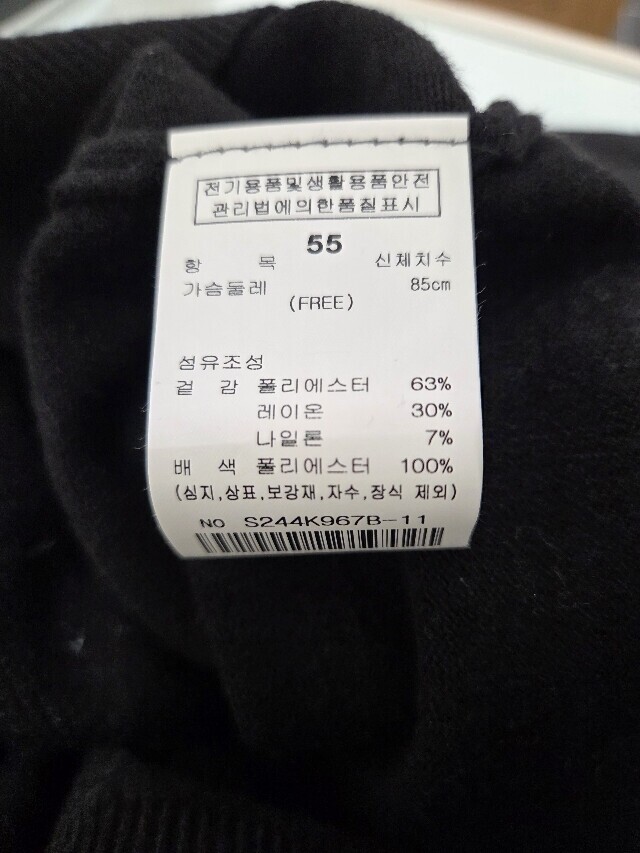 전기용품및생활용품안전
관리법에의한품질표시
55
항 목 신체치수
가슴둘레 85cm
(FREE)
섬유조성
겉 감 폴리에스터 63%
레이온 30%
나일론 7%
배 색 폴리에스터 100%
(심지,상표,보강재,자수,장식 제외)
NO S244K967B-11